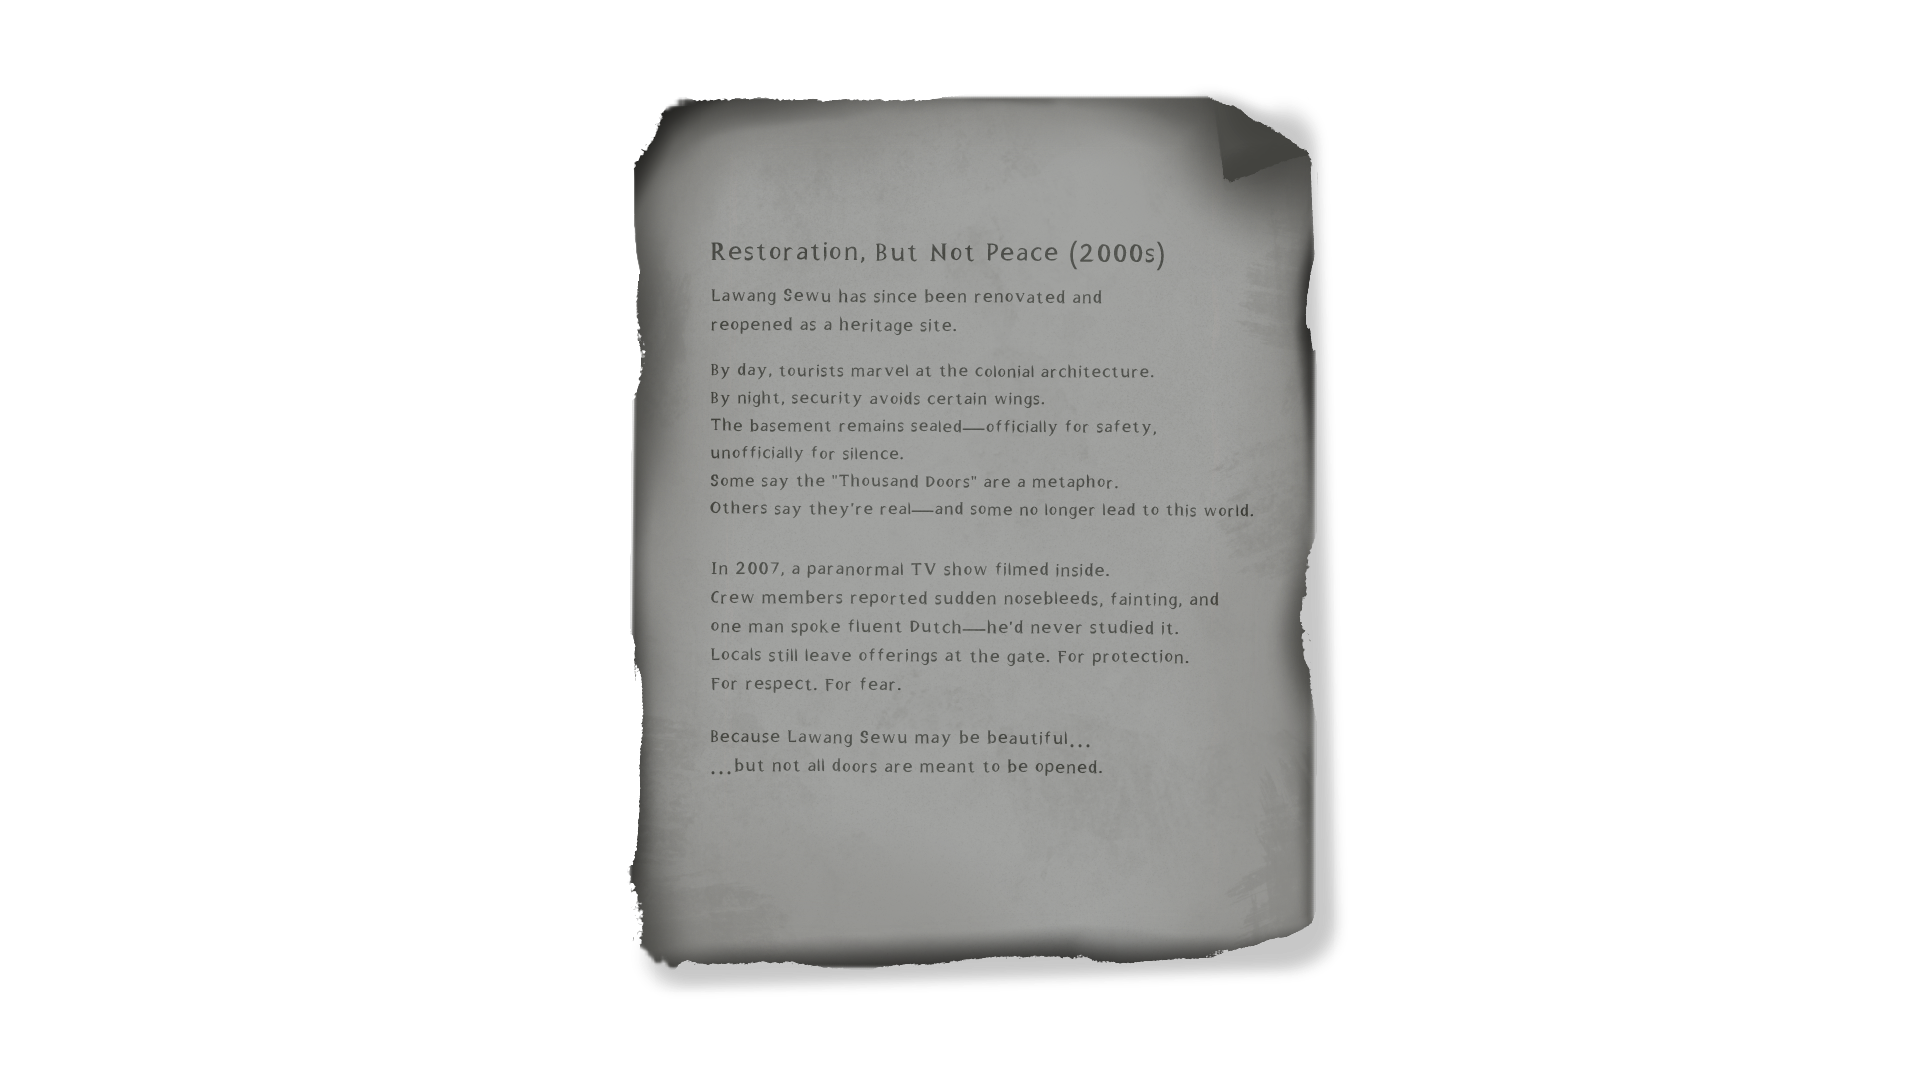 Restoration, But Not Peace (2000s)
Lawang Sewu has since been renovated and
reopened as a heritage site.
By day, tourists marvel at the colonial architecture.
By night, security avoids certain wings.
The basement remains sealed—officially for safety,
unofficially for silence.
Some say the "Thousand Doors" are a metaphor.
Others say they're real—and some no longer lead to this world.
In 2007, a paranormal TV show filmed inside.
Crew members reported sudden nosebleeds, fainting, and
one man spoke fluent Dutch—he'd never studied it.
Locals still leave offerings at the gate. For protection.
For respect. For fear.
Because Lawang Sewu may be beautiful...
...but not all doors are meant to be opened.